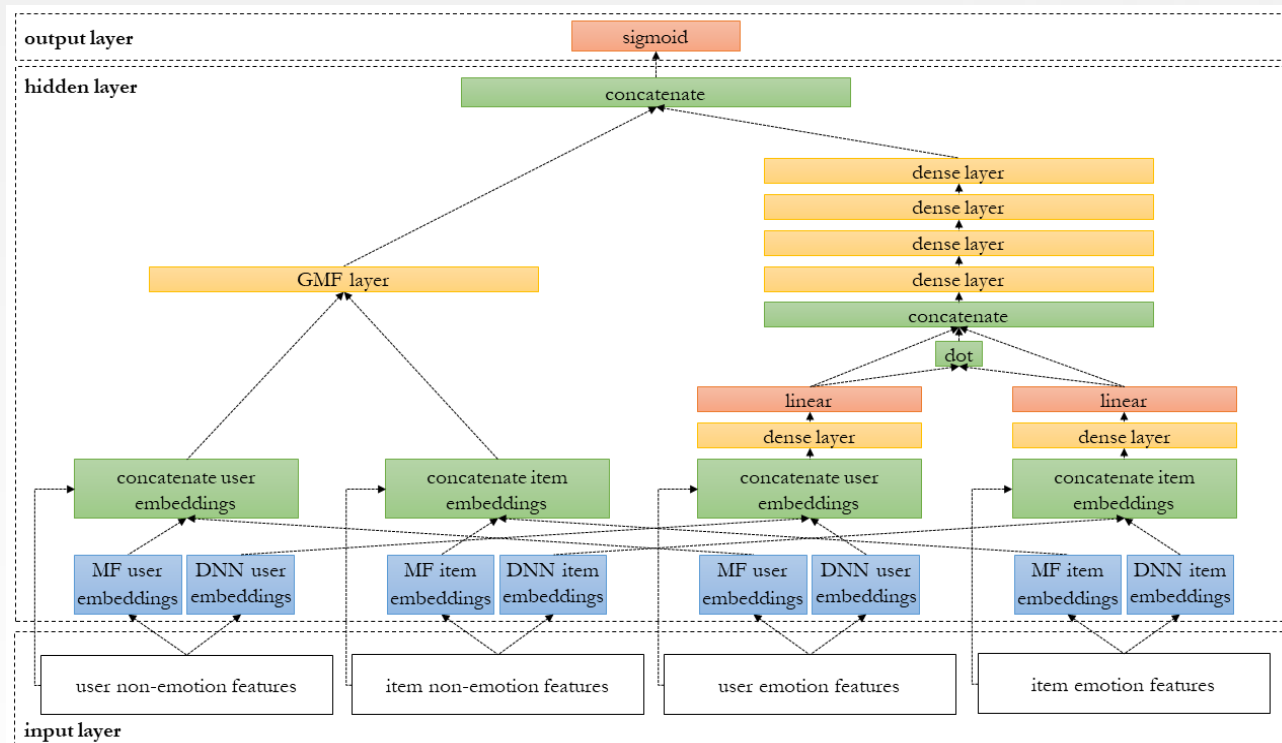 output layer
sigmoid
hidden layer
concatenate
dense layer
dense layer
dense layer
GMF layer
dense layer
concatenate
dot
linear
linear
dense layer
dense layer
concatenate user
embeddings
concatenate item
embeddings
concatenate user
embeddings
concatenate item
embeddings
MF user
embeddings
DNN user
embeddings
MF item
embeddings
DNN item
embeddings
MF user
embeddings
DNN user
embeddings
MF item
embeddings
DNN item
embeddings
user non-emotion features
item non-emotion features
user emotion features
item emotion features
input layer